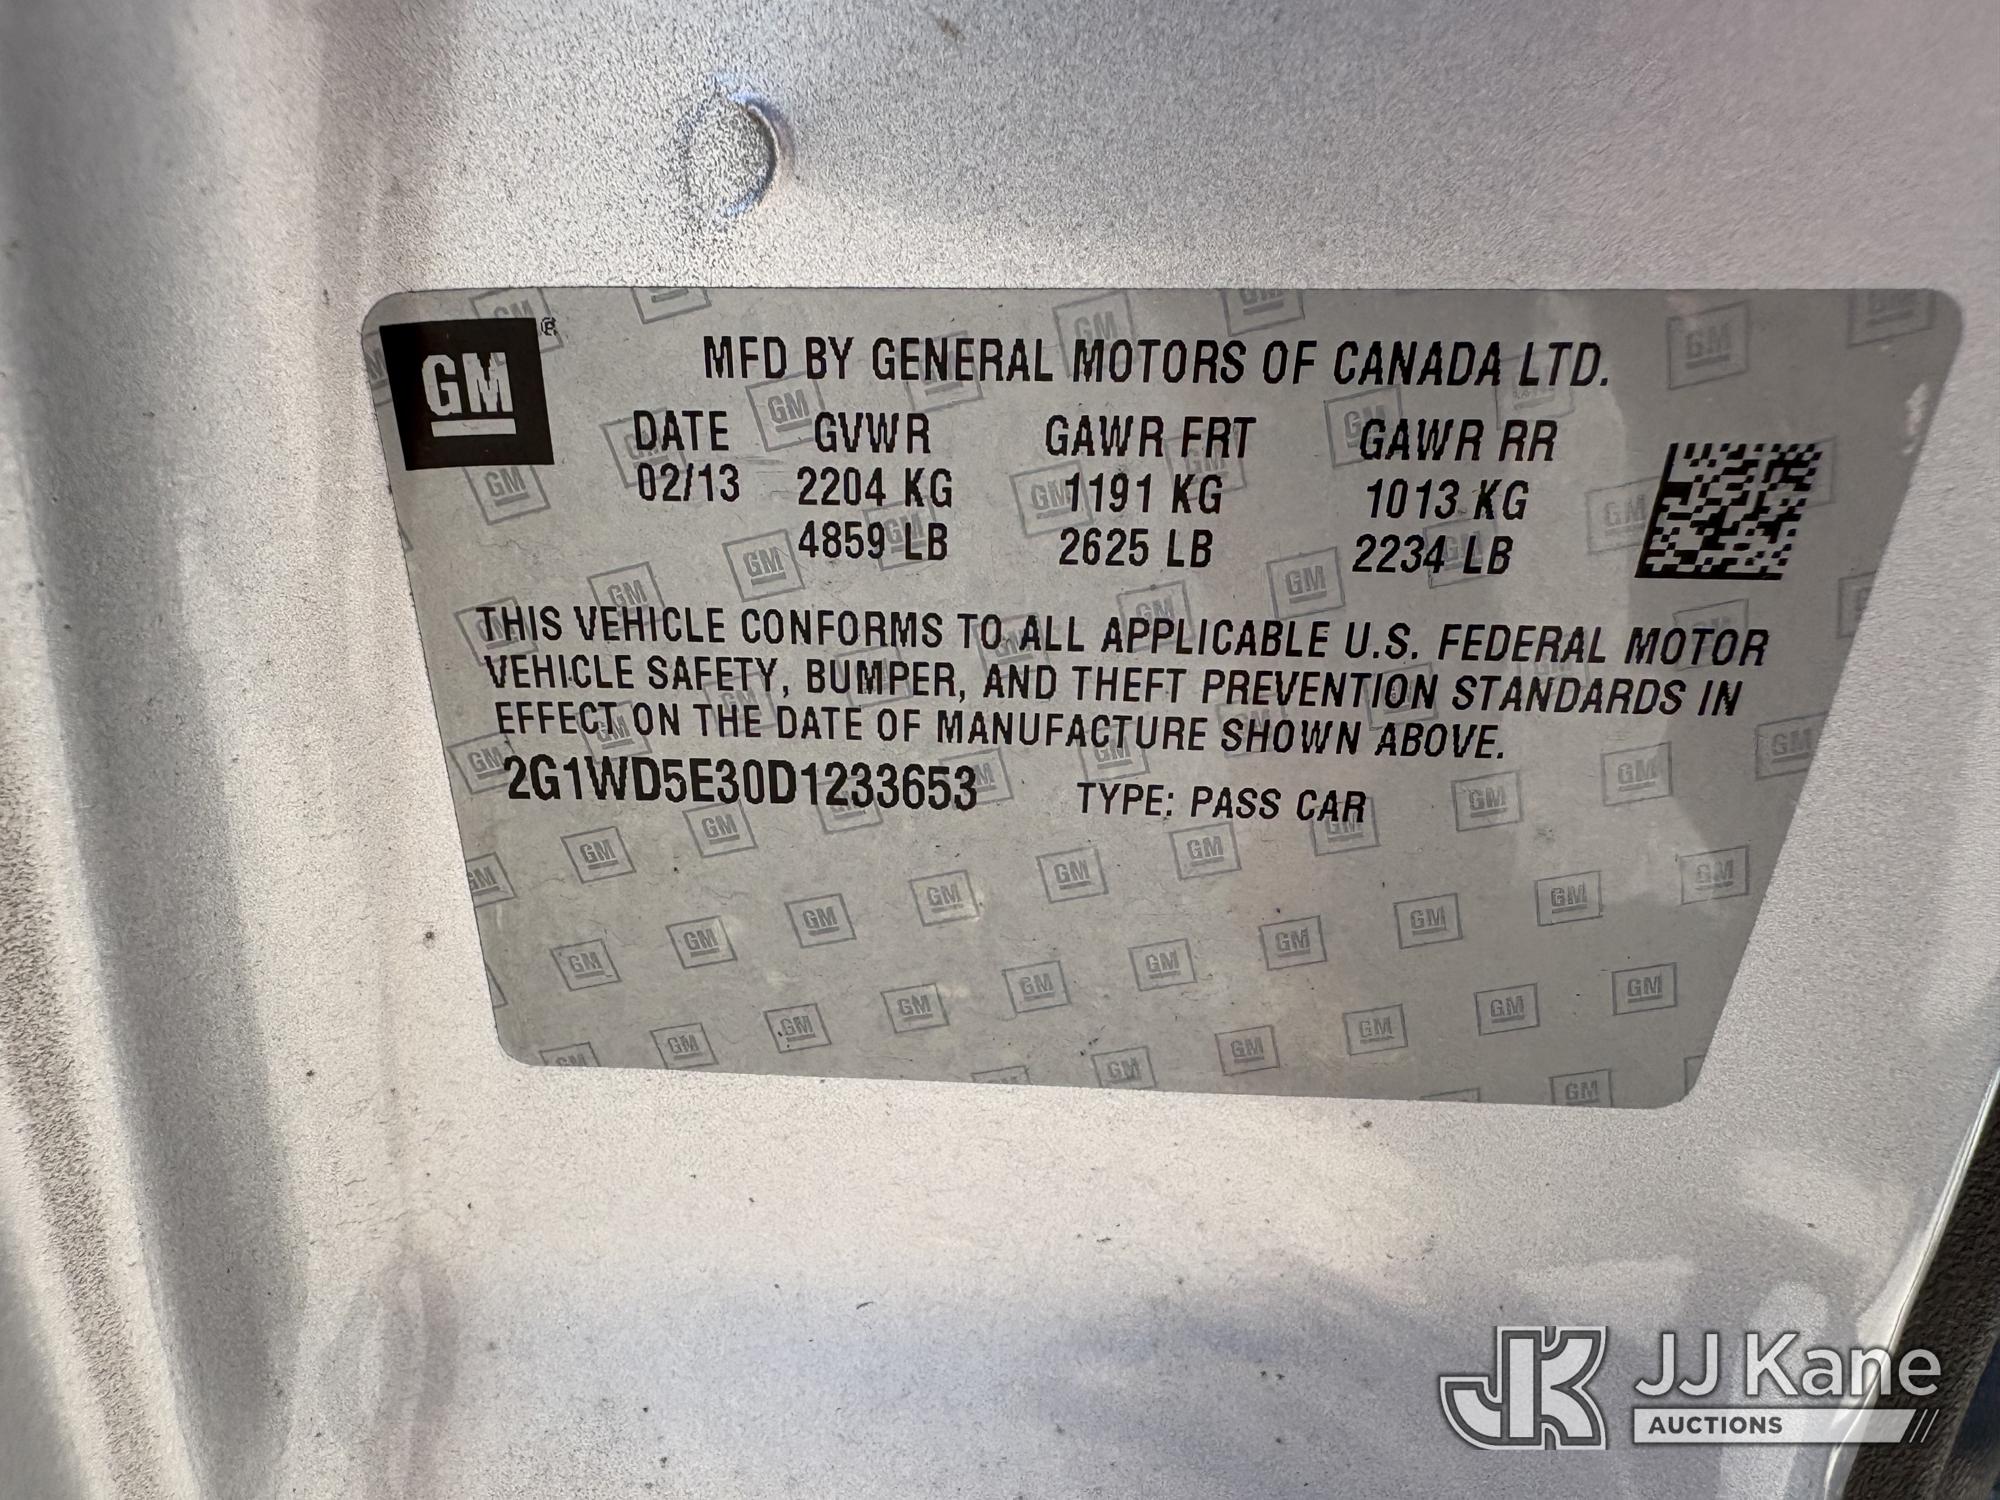 GM®
MFD BY GENERAL MOTORS OF CANADA LTD.
DATE GVWR GAWR FRT GAWR RR
02/13 2204 KG 1191 KG 1013 KG
4859 LB 2625 LB 2234 LB
THIS VEHICLE CONFORMS TO ALL APPLICABLE U.S. FEDERAL MOTOR
VEHICLE SAFETY, BUMPER, AND THEFT PREVENTION STANDARDS IN
EFFECT ON THE DATE OF MANUFACTURE SHOWN ABOVE.
2G1WD5E30D1233653 TYPE: PASS CAR
JK JJ Kane
AUCTIONS